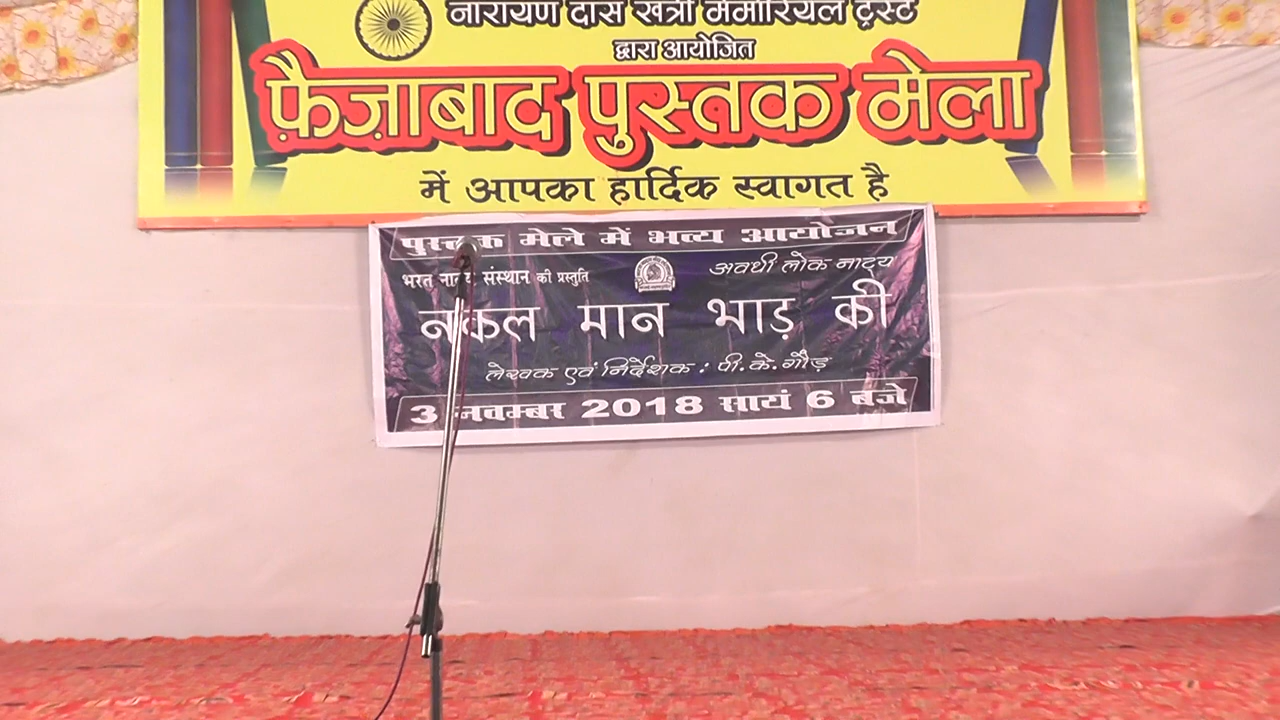 नारायण दास खत्री मेमोरियल ट्रस्ट
द्वारा आयोजित
फ़ैज़ाबाद पुस्तक मेला
में आपका हार्दिक स्वागत है
पुस्तक मेले में भव्य आयोजन
भरत नाट्य संस्थान की प्रस्तुति
अवधी लोक नाट्य
नकल मान भाड़ की
लेखक एवं निर्देशक : पी.के.गौड़
3 नवम्बर 2018 सायं 6 बजे